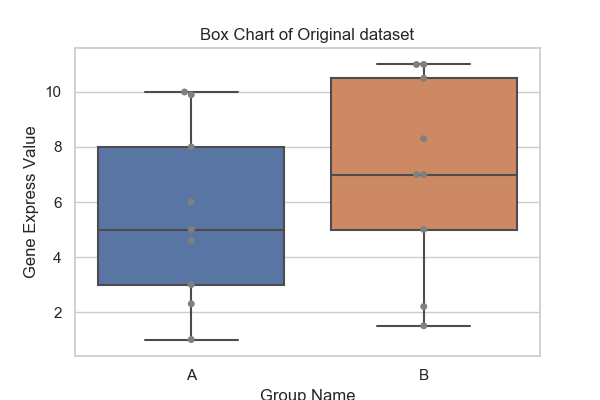 Box Chart of Original dataset
Gene Express Value
10
8
6
4
2
A B
Group Name